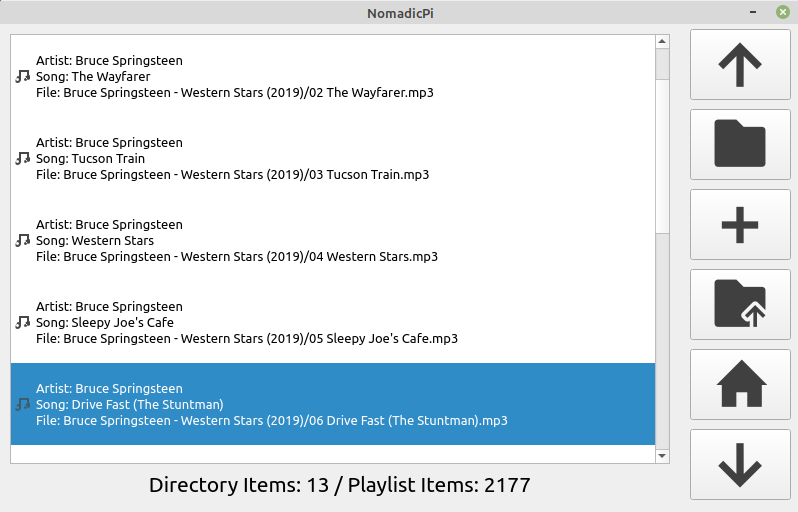 NomadicPi
Artist: Bruce Springsteen
Song: The Wayfarer
File: Bruce Springsteen - Western Stars (2019)/02 The Wayfarer.mp3
Artist: Bruce Springsteen
Song: Tucson Train
File: Bruce Springsteen - Western Stars (2019)/03 Tucson Train.mp3
Artist: Bruce Springsteen
Song: Western Stars
File: Bruce Springsteen - Western Stars (2019)/04 Western Stars.mp3
Artist: Bruce Springsteen
Song: Sleepy Joe's Cafe
File: Bruce Springsteen - Western Stars (2019)/05 Sleepy Joe's Cafe.mp3
Artist: Bruce Springsteen
Song: Drive Fast (The Stuntman)
File: Bruce Springsteen - Western Stars (2019)/06 Drive Fast (The Stuntman).mp3
Directory Items: 13 / Playlist Items: 2177